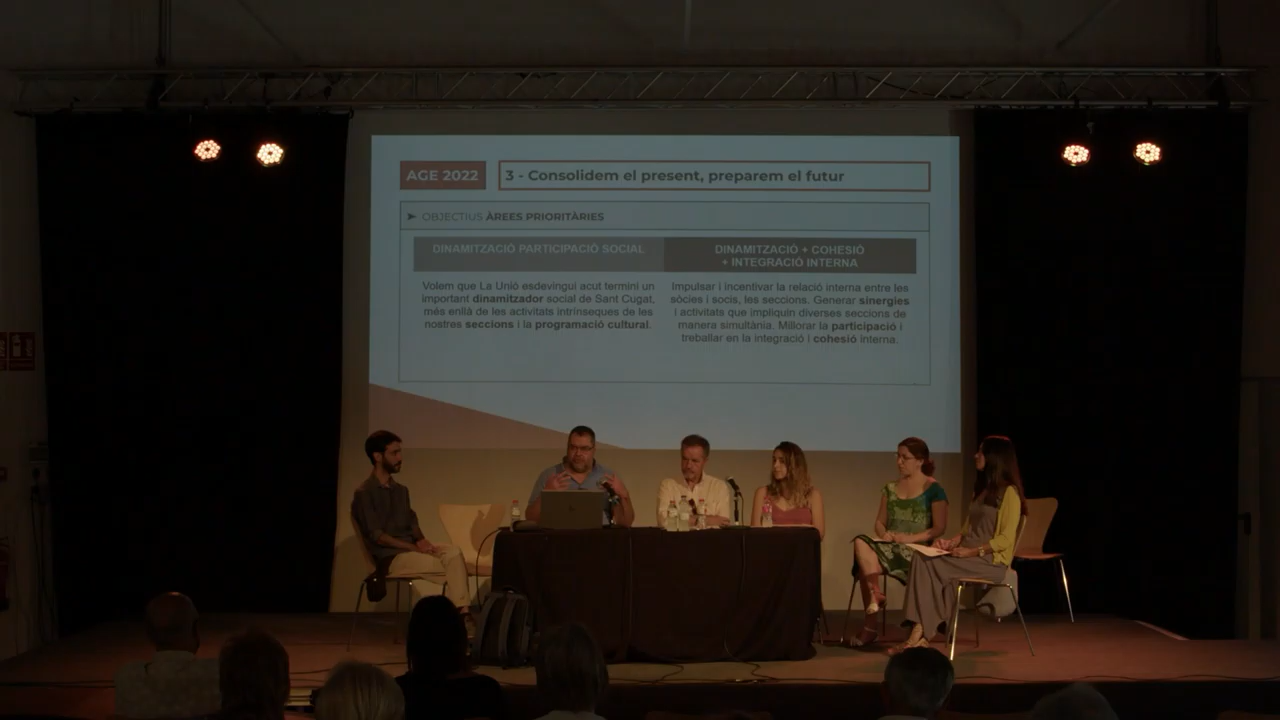 AGE 2022
3 - Consolidem el present, preparem el futur
➤ OBJECTIUS ÀREES PRIORITÀRIES
DINAMITZACIÓ PARTICIPACIÓ SOCIAL
Volem que La Unió esdevingui acut termini un
important dinamitzador social de Sant Cugat,
més enllà de les activitats intrínseques de les
nostres seccions i la programació cultural.
DINAMITZACIÓ + COHESIÓ
+ INTEGRACIÓ INTERNA
Impulsar i incentivar la relació interna entre les
sòcies i socis, les seccions. Generar sinergies
i activitats que impliquin diverses seccions de
manera simultània. Millorar la participació i
treballar en la integració i cohesió interna.